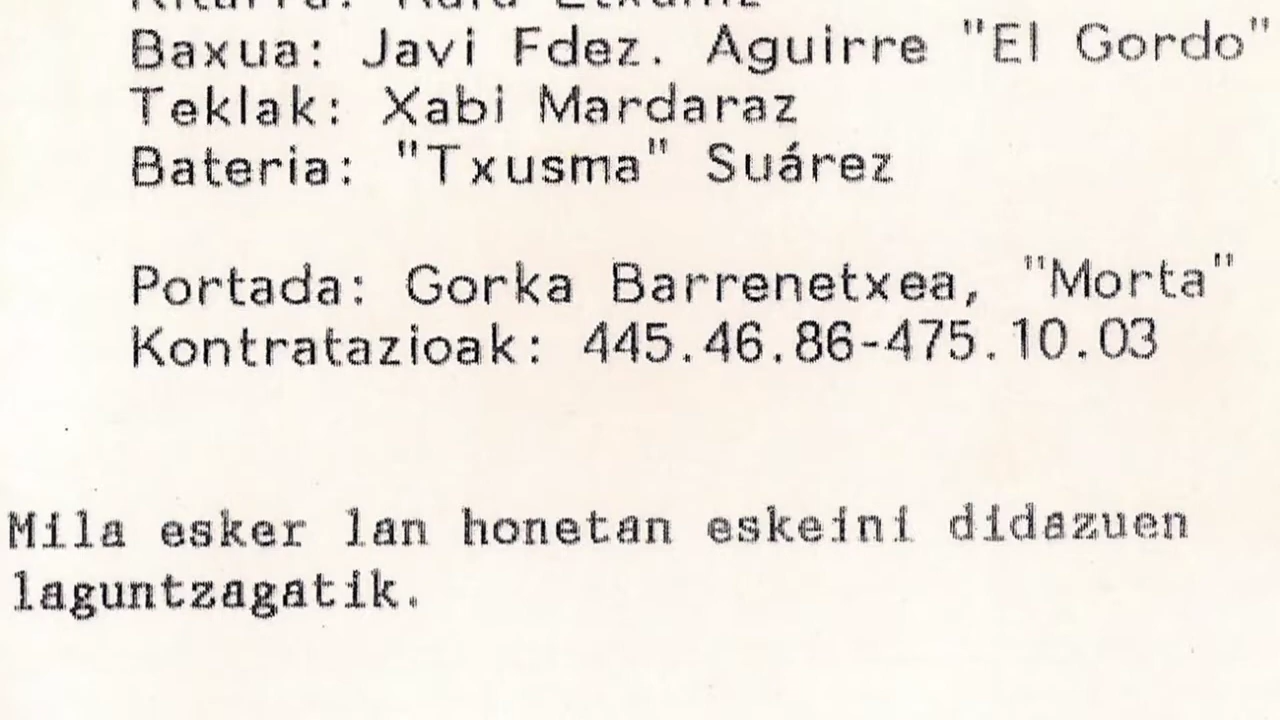 Baxua: Javi Fdez. Aguirre "El Gordo"
Teklak: Xabi Mardaraz
Bateria: "Txusma" Suárez
Portada: Gorka Barrenetxea, "Morta"
Kontratazioak: 445.46.86-475.10.03
Mila esker lan honetan eskeini didazuen
laguntzagatik.